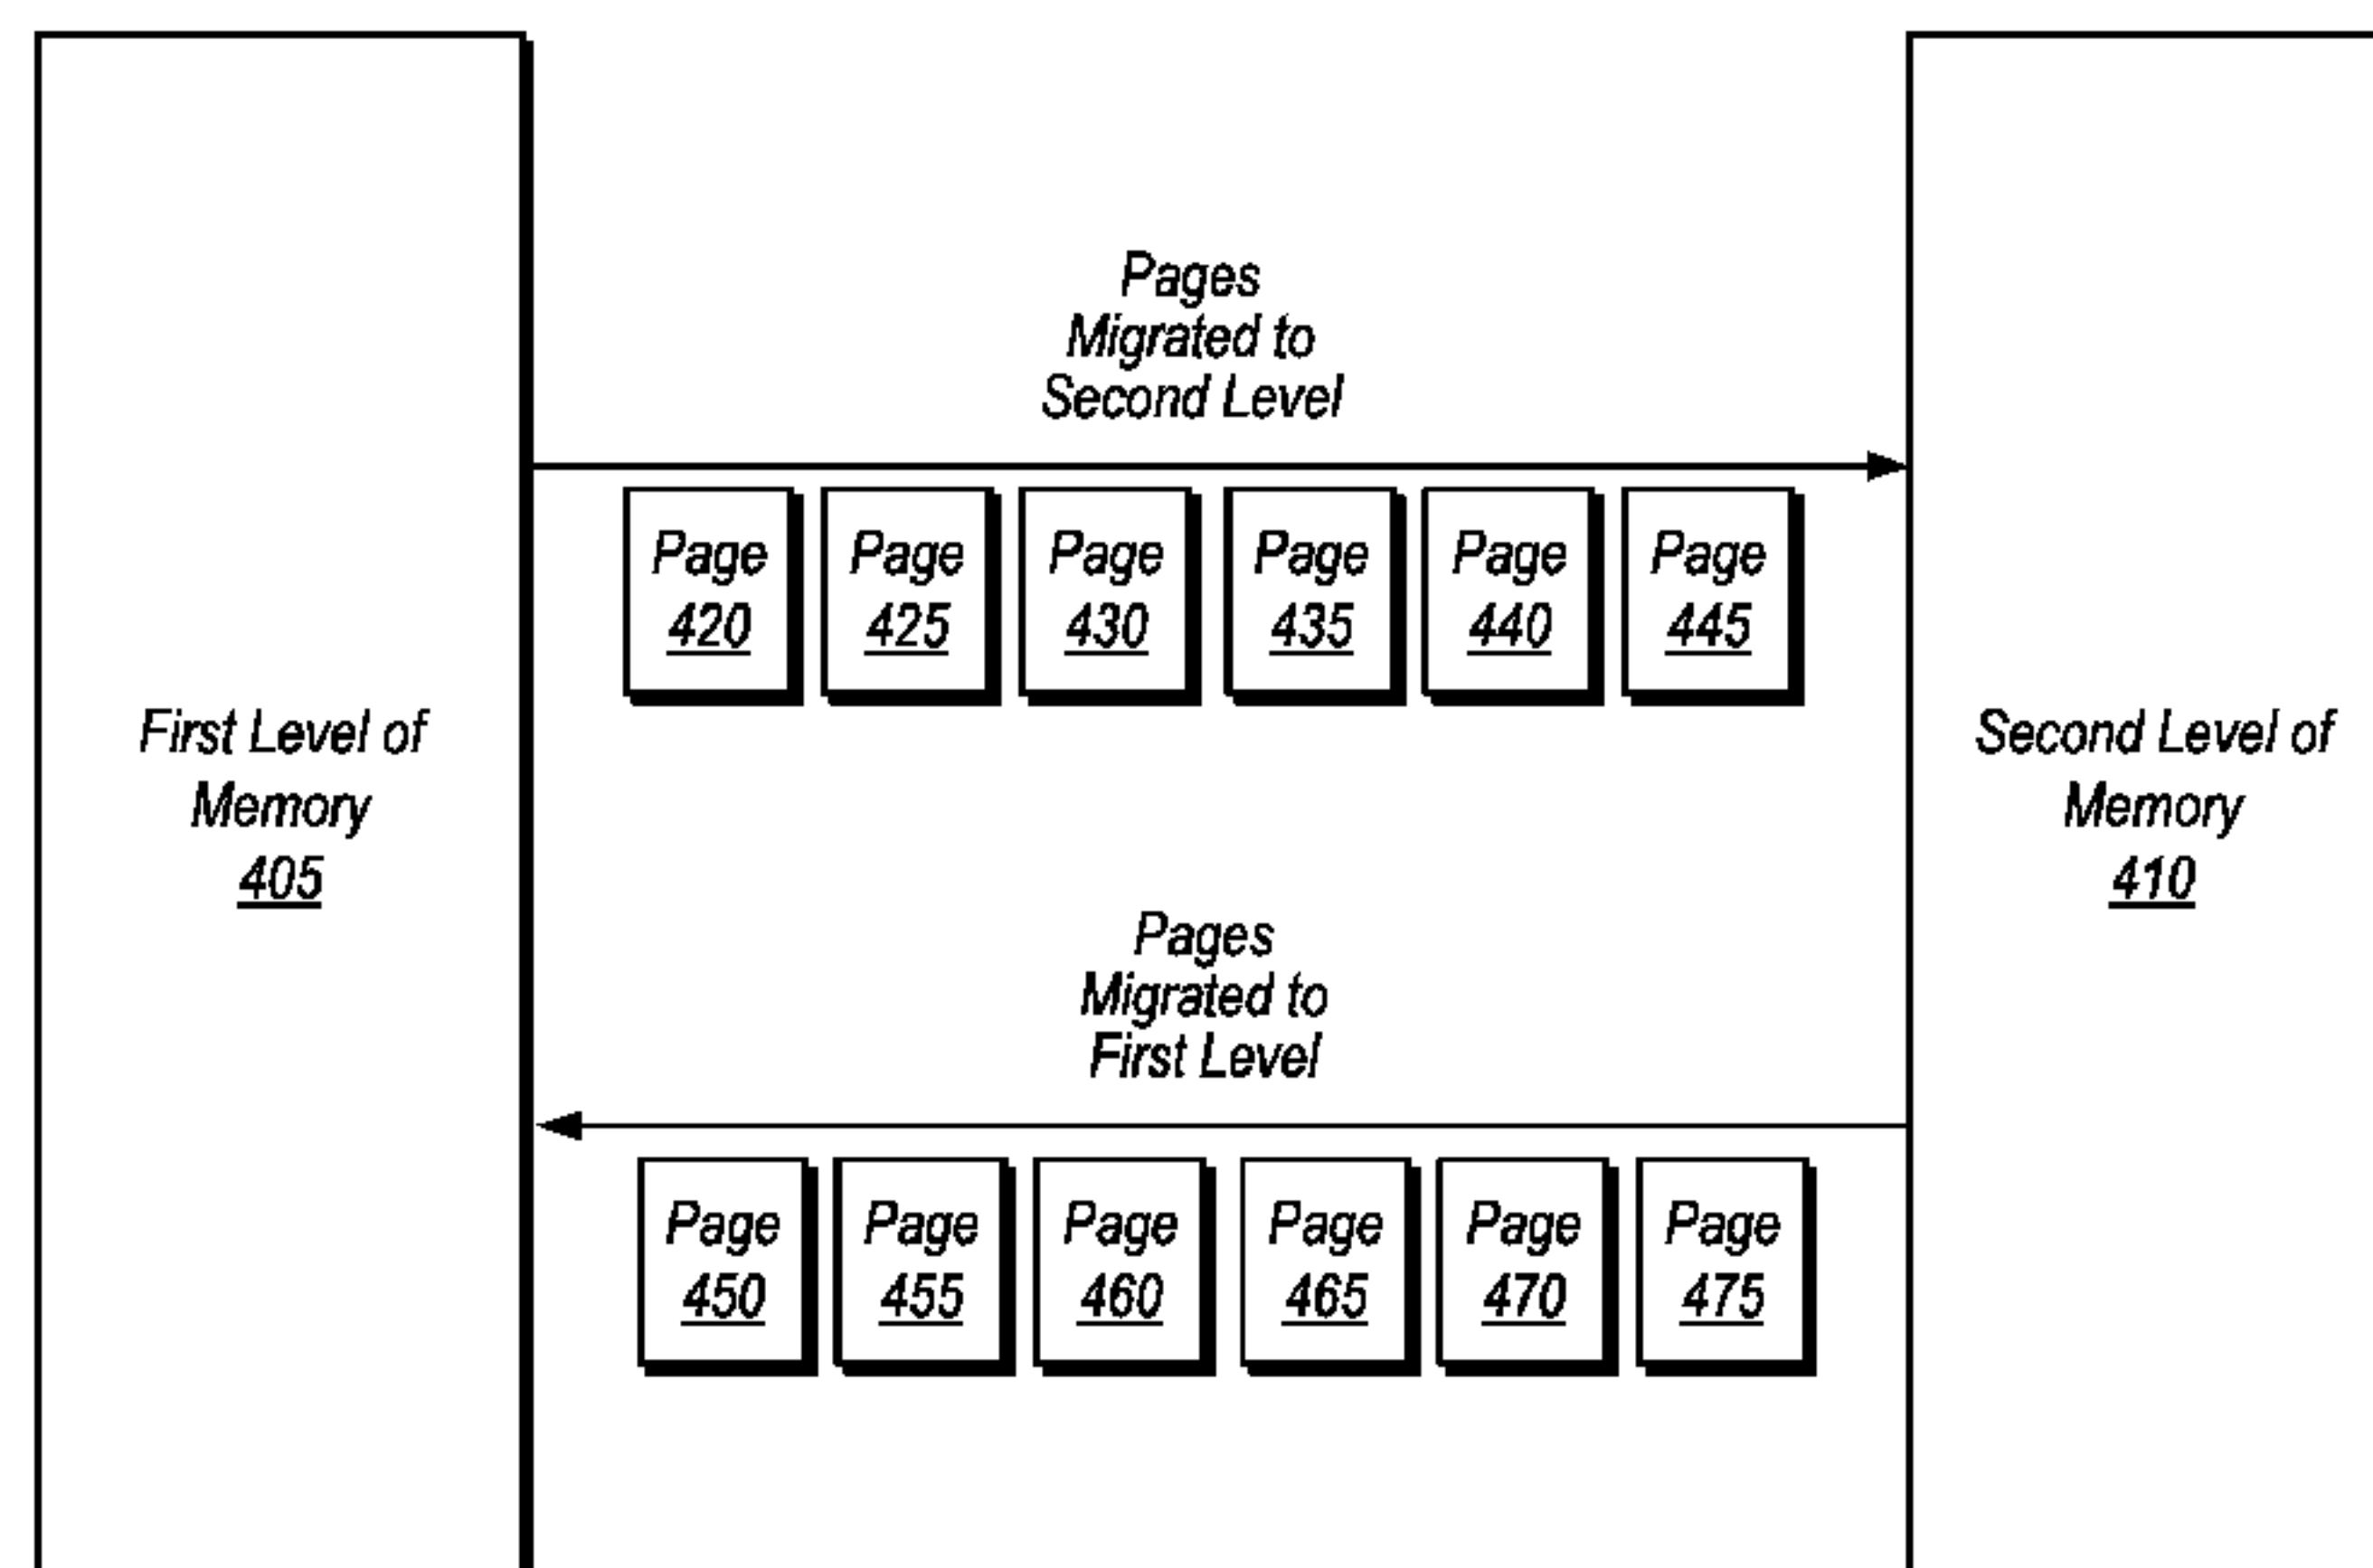 Pages
Migrated to
Second Level
Page Page Page Page Page Page
420 425 430 435 440 445
First Level of
Memory
405
Second Level of
Memory
410
Pages
Migrated to
First Level
Page Page Page Page Page Page
450 455 460 465 470 475